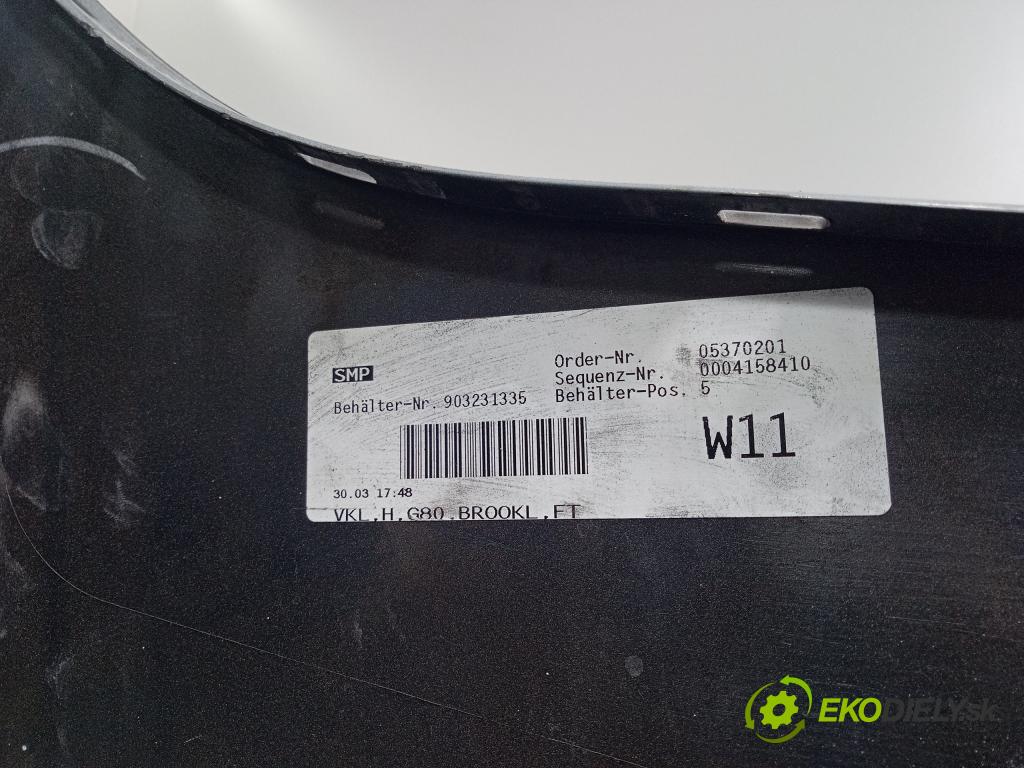 SMP
Order-Nr. 05370201
Sequenz-Nr. 0004158410
Behälter-Nr. 903231335
Behälter-Pos. 5
W11
30.03 17:48
VKL,H,G80,BROOKL,FT
EKODIELY.sk